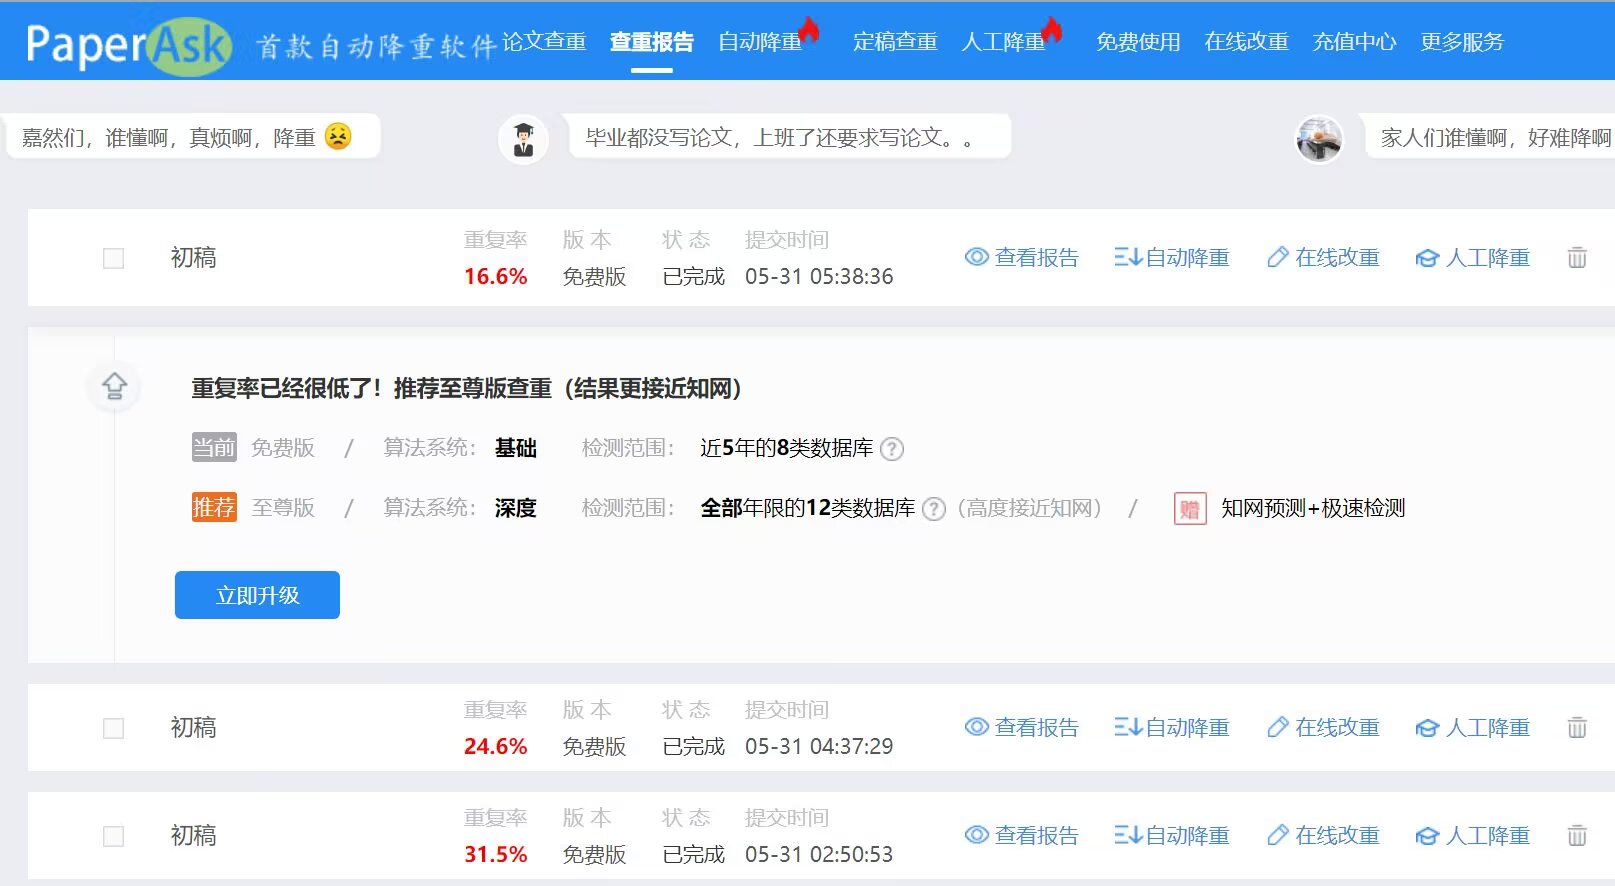 PaperAsk 首款自动降重软件 论文查重 查重报告 自动降重 定稿查重 人工降重 免费使用 在线改重 充值中心 更多服务
嘉然们，谁懂啊，真烦啊，降重😣 毕业都没写论文，上班了还要求写论文。。 家人们谁懂啊，好难降啊
重复率 版 本 状 态 提交时间
初稿 查看报告 自动降重 在线改重 人工降重
16.6% 免费版 已完成 05-31 05:38:36
重复率已经很低了！推荐至尊版查重（结果更接近知网）
当前 免费版 / 算法系统： 基础 检测范围： 近5年的8类数据库 ?
推荐 至尊版 / 算法系统： 深度 检测范围： 全部年限的12类数据库 ?（高度接近知网） / 赠 知网预测+极速检测
立即升级
重复率 版 本 状 态 提交时间
初稿 查看报告 自动降重 在线改重 人工降重
24.6% 免费版 已完成 05-31 04:37:29
重复率 版 本 状 态 提交时间
初稿 查看报告 自动降重 在线改重 人工降重
31.5% 免费版 已完成 05-31 02:50:53